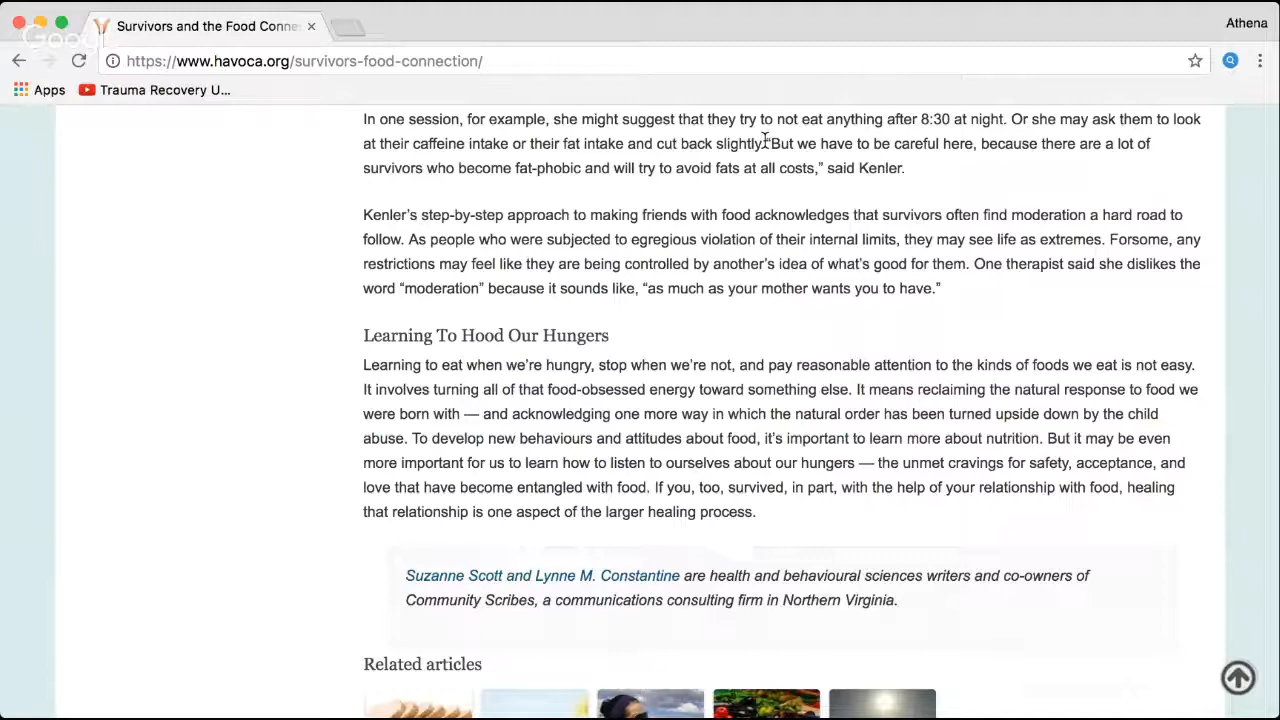 Survivors and the Food Conne
Athena
https://www.havoca.org/survivors-food-connection/
Apps
Trauma Recovery U...
In one session, for example, she might suggest that they try to not eat anything after 8:30 at night. Or she may ask them to look
at their caffeine intake or their fat intake and cut back slightly."But we have to be careful here, because there are a lot of
survivors who become fat-phobic and will try to avoid fats at all costs,” said Kenler.
Kenler’s step-by-step approach to making friends with food acknowledges that survivors often find moderation a hard road to
follow. As people who were subjected to egregious violation of their internal limits, they may see life as extremes. Forsome, any
restrictions may feel like they are being controlled by another’s idea of what’s good for them. One therapist said she dislikes the
word “moderation” because it sounds like, “as much as your mother wants you to have.”
Learning To Hood Our Hungers
Learning to eat when we’re hungry, stop when we’re not, and pay reasonable attention to the kinds of foods we eat is not easy.
It involves turning all of that food-obsessed energy toward something else. It means reclaiming the natural response to food we
were born with — and acknowledging one more way in which the natural order has been turned upside down by the child
abuse. To develop new behaviours and attitudes about food, it’s important to learn more about nutrition. But it may be even
more important for us to learn how to listen to ourselves about our hungers — the unmet cravings for safety, acceptance, and
love that have become entangled with food. If you, too, survived, in part, with the help of your relationship with food, healing
that relationship is one aspect of the larger healing process.
Suzanne Scott and Lynne M. Constantine are health and behavioural sciences writers and co-owners of
Community Scribes, a communications consulting firm in Northern Virginia.
Related articles